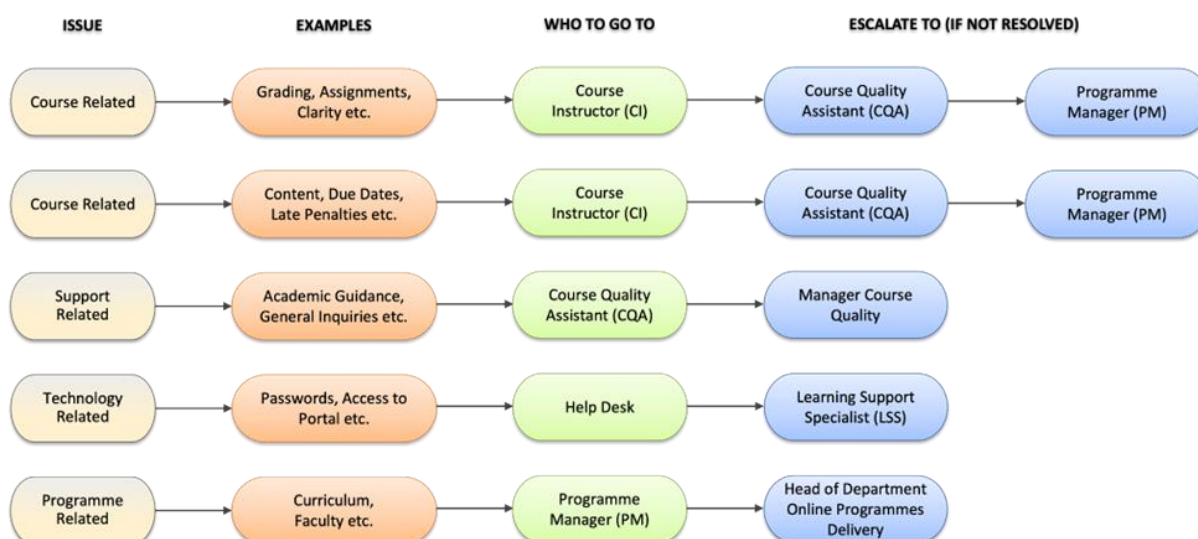 ISSUE EXAMPLES WHO TO GO TO ESCALATE TO (IF NOT RESOLVED)
Course Related
Grading, Assignments,
Clarity etc.
Course
Instructor (CI)
Course Quality
Assistant (CQA)
Programme
Manager (PM)
Course Related
Content, Due Dates,
Late Penalties etc.
Course
Instructor (CI)
Course Quality
Assistant (CQA)
Programme
Manager (PM)
Support
Related
Academic Guidance,
General Inquiries etc.
Course Quality
Assistant (CQA)
Manager Course
Quality
Technology
Related
Passwords, Access to
Portal etc.
Help Desk
Learning Support
Specialist (LSS)
Programme
Related
Curriculum,
Faculty etc.
Programme
Manager (PM)
Head of Department
Online Programmes
Delivery